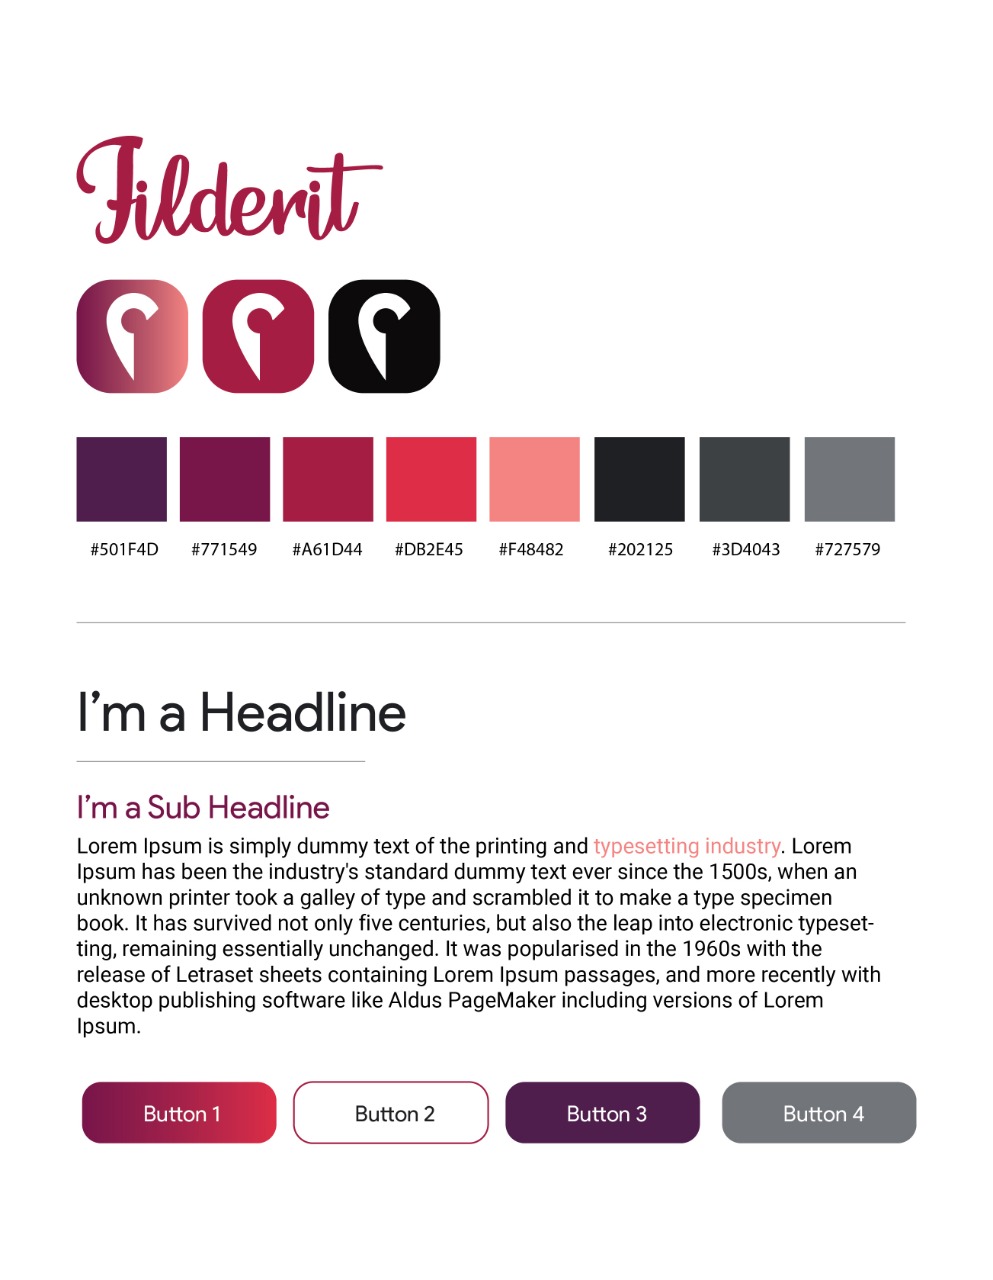 Filderit
#501F4D #771549 #A61D44 #DB2E45 #F48482 #202125 #3D4043 #727579
I’m a Headline
I’m a Sub Headline
Lorem Ipsum is simply dummy text of the printing and typesetting industry. Lorem
Ipsum has been the industry's standard dummy text ever since the 1500s, when an
unknown printer took a galley of type and scrambled it to make a type specimen
book. It has survived not only five centuries, but also the leap into electronic typeset-
ting, remaining essentially unchanged. It was popularised in the 1960s with the
release of Letraset sheets containing Lorem Ipsum passages, and more recently with
desktop publishing software like Aldus PageMaker including versions of Lorem
Ipsum.
Button 1 Button 2 Button 3 Button 4